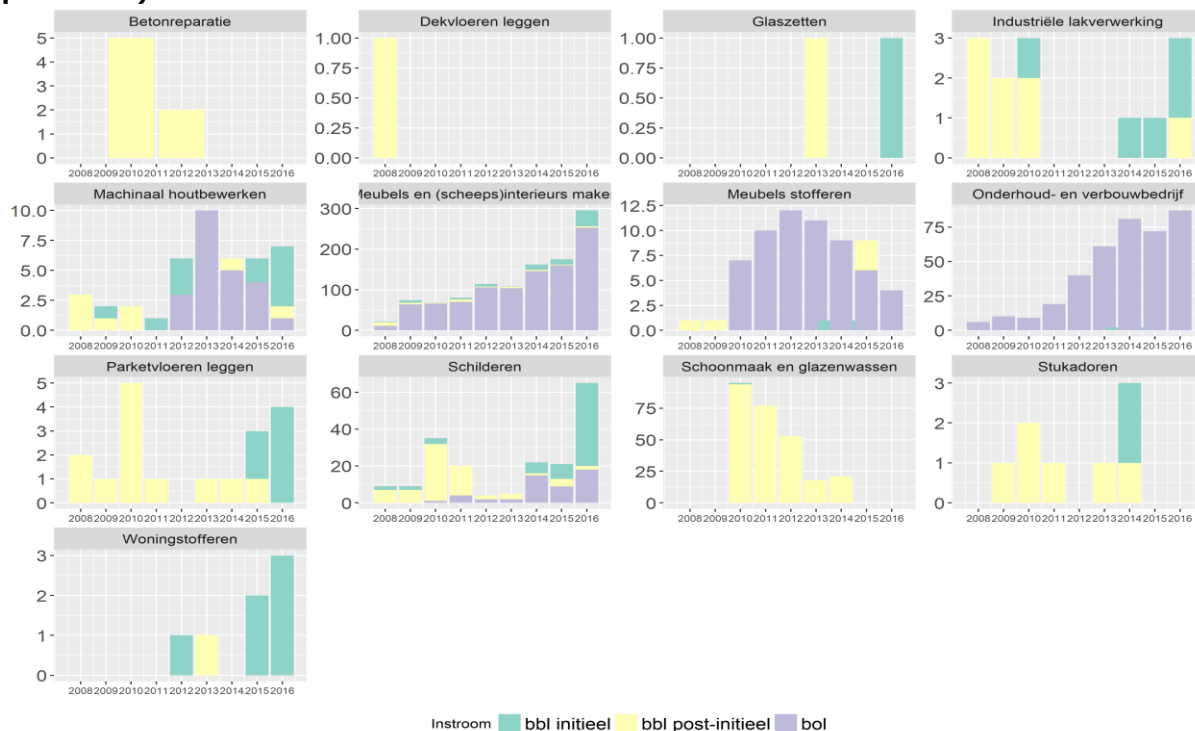 Betonreparatie Dekvloeren leggen Glaszetten Industriële lakverwerking
5 1.00 1.00 3
4 0.75 0.75 2
3 0.50 0.50 1
2 0.25 0.25 0
1 0.00 0.00
0
2008 2009 2010 2011 2012 2013 2014 2015 2016 2008 2009 2010 2011 2012 2013 2014 2015 2016 2008 2009 2010 2011 2012 2013 2014 2015 2016 2008 2009 2010 2011 2012 2013 2014 2015 2016
Machinaal houtbewerken Meubels en (scheeps)interieurs make Meubels stofferen Onderhoud- en verbouwbedrijf
10.0 300 12.5 75
7.5 200 10.0 50
5.0 100 7.5 25
2.5 0 5.0 0
0.0 2.5
0.0
2008 2009 2010 2011 2012 2013 2014 2015 2016 2008 2009 2010 2011 2012 2013 2014 2015 2016 2008 2009 2010 2011 2012 2013 2014 2015 2016 2008 2009 2010 2011 2012 2013 2014 2015 2016
Parketvloeren leggen Schilderen Schoonmaak en glazenwassen Stukadoren
5 60 75 3
4 40 50 2
3 20 25 1
2 0 0 0
1
0
2008 2009 2010 2011 2012 2013 2014 2015 2016 2008 2009 2010 2011 2012 2013 2014 2015 2016 2008 2009 2010 2011 2012 2013 2014 2015 2016 2008 2009 2010 2011 2012 2013 2014 2015 2016
Woningstofferen
3
2
1
0
2008 2009 2010 2011 2012 2013 2014 2015 2016
Instroom bbl initieel bbl post-initieel bol